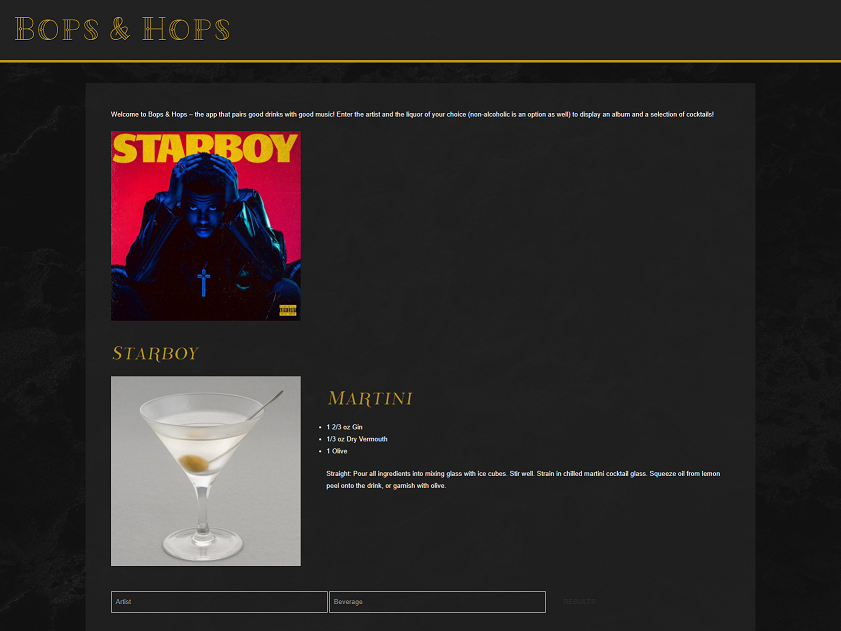 Bops & Hops
Welcome to Bops & Hops – the app that pairs good drinks with good music! Enter the artist and the liquor of your choice (non-alcoholic is an option as well) to display an album and a selection of cocktails!
STARBOY
Starboy
Martini
• 1 2/3 oz Gin
• 1/3 oz Dry Vermouth
• 1 Olive
Straight: Pour all ingredients into mixing glass with ice cubes. Stir well. Strain in chilled martini cocktail glass. Squeeze oil from lemon
peel onto the drink, or garnish with olive.
Artist
Beverage
RESULTS